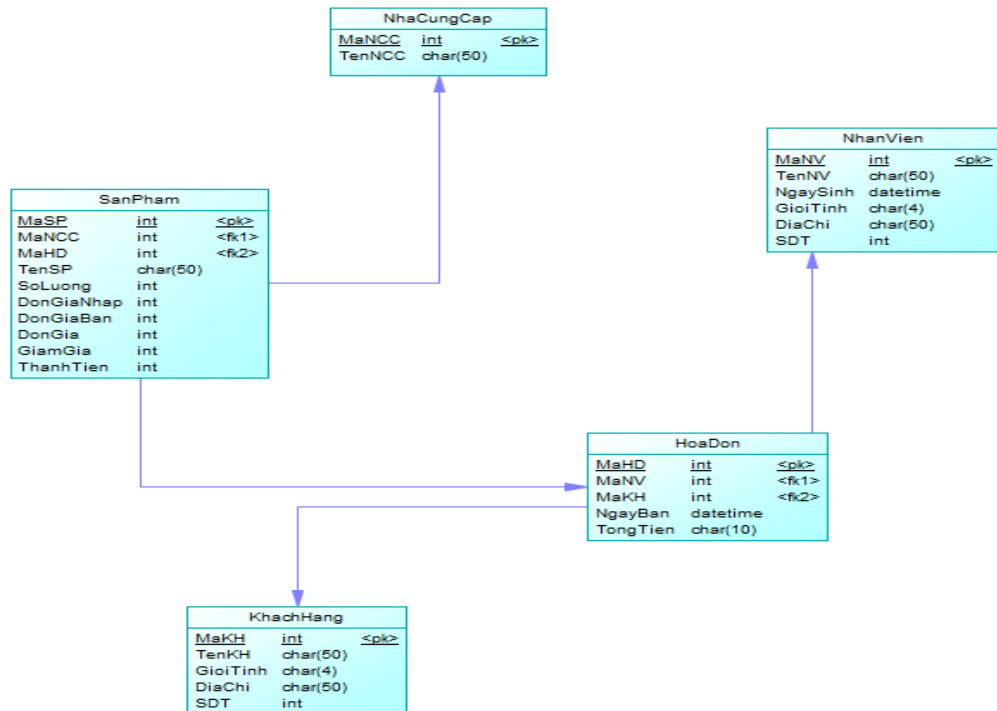 NhaCungCap
MaNCC int <pk>
TenNCC char(50)
NhanVien
MaNV int <pk>
TenNV char(50)
NgaySinh datetime
GioiTinh char(4)
DiaChi char(50)
SDT int
SanPham
MaSP int <pk>
MaNCC int <fk1>
MaHD int <fk2>
TenSP char(50)
SoLuong int
DonGiaNhap int
DonGiaBan int
DonGia int
GiamGia int
ThanhTien int
HoaDon
MaHD int <pk>
MaNV int <fk1>
MaKH int <fk2>
NgayBan datetime
TongTien char(10)
KhachHang
MaKH int <pk>
TenKH char(50)
GioiTinh char(4)
DiaChi char(50)
SDT int